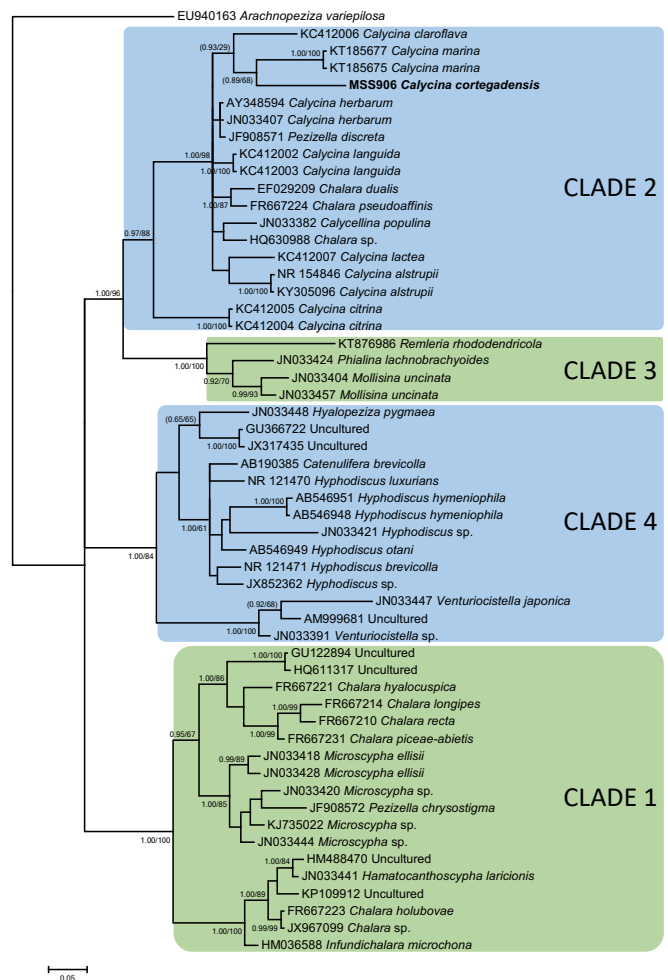 EU940163 Arachnopeziza variepilosa
KC412006 Calycina claroflava
(0.93/29)
1.00/100
KT185677 Calycina marina
KT185675 Calycina marina
(0.89/68)
MSS906 Calycina cortegadensis
AY348594 Calycina herbarum
JN033407 Calycina herbarum
JF908571 Pezizella discreta
1.00/98
KC412002 Calycina languida
1.00/100
KC412003 Calycina languida
CLADE 2
EF029209 Chalara dualis
1.00/87
FR667224 Chalara pseudoaffinis
JN033382 Calycellina populina
0.97/88
HQ630988 Chalara sp.
KC412007 Calycina lactea
NR 154846 Calycina alstrupii
1.00/100
KY305096 Calycina alstrupii
1.00/96
KC412005 Calycina citrina
1.00/100
KC412004 Calycina citrina
KT876986 Remleria rhododendricola
1.00/100
JN033424 Phialina lachnobrachyoides
CLADE 3
0.92/70
JN033404 Mollisina uncinata
0.99/93
JN033457 Mollisina uncinata
JN033448 Hyalopeziza pygmaea
(0.65/65)
GU366722 Uncultured
1.00/100
JX317435 Uncultured
AB190385 Catenulifera brevicolla
NR 121470 Hyphodiscus luxurians
1.00/100
AB546951 Hyphodiscus hymeniophila
AB546948 Hyphodiscus hymeniophila
CLADE 4
1.00/61
JN033421 Hyphodiscus sp.
AB546949 Hyphodiscus otani
1.00/84
NR 121471 Hyphodiscus brevicolla
JX852362 Hyphodiscus sp.
JN033447 Venturiocistella japonica
(0.92/68)
AM999681 Uncultured
1.00/100
JN033391 Venturiocistella sp.
GU122894 Uncultured
1.00/100
HQ611317 Uncultured
1.00/86
FR667221 Chalara hyalocuspica
FR667214 Chalara longipes
1.00/99
FR667210 Chalara recta
1.00/99
FR667231 Chalara piceae-abietis
0.95/67
JN033418 Microscypha ellisii
0.99/89
JN033428 Microscypha ellisii
JN033420 Microscypha sp.
1.00/85
JF908572 Pezizella chrysostigma
CLADE 1
KJ735022 Microscypha sp.
JN033444 Microscypha sp.
1.00/100
HM488470 Uncultured
1.00/84
JN033441 Hamatocanthoscypha laricionis
1.00/89
KP109912 Uncultured
FR667223 Chalara holubovae
JX967099 Chalara sp.
1.00/100
0.99/99
HM036588 Infundichalara microchona
0.05